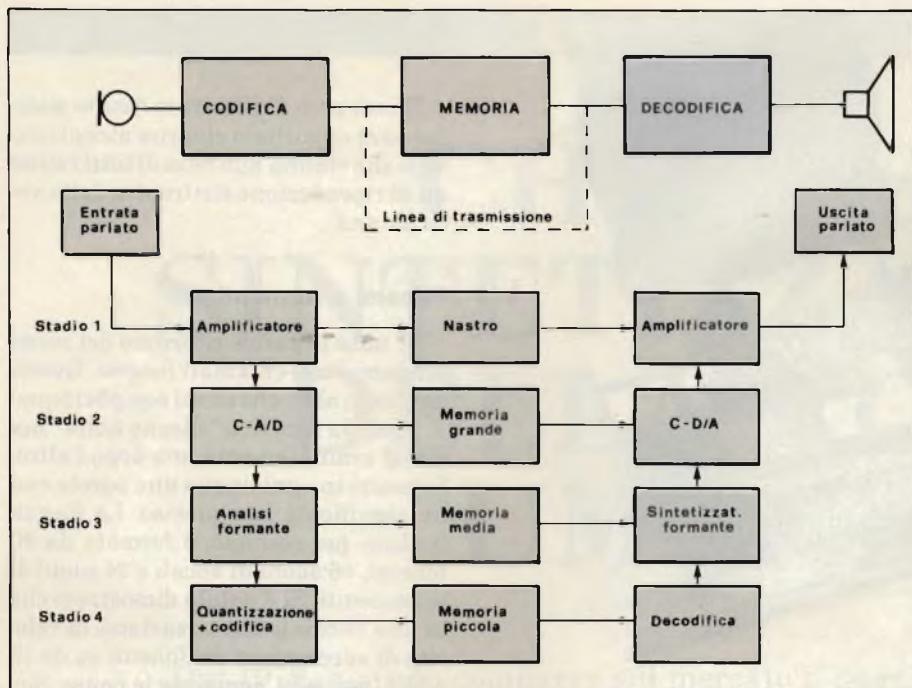 CODIFICA
MEMORIA
DECODIFICA
Linea di trasmissione
Entrata
parlato
Uscita
parlato
Stadio 1
Amplificatore
Nastro
Amplificatore
Stadio 2
C-A/D
Memoria
grande
C-D/A
Stadio 3
Analisi
formante
Memoria
media
Sintetizzat.
formante
Stadio 4
Quantizzazione
+ codifica
Memoria
piccola
Decodifica